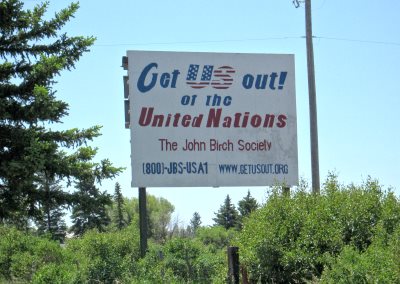 Get US out!
of the
United Nations
The John Birch Society
(800)-JBS-USA1 www.getusout.org